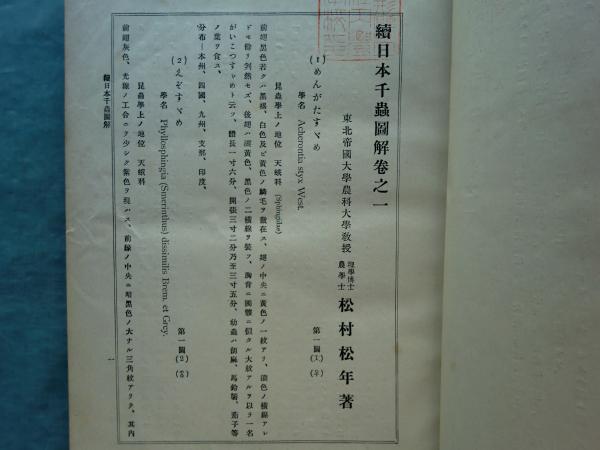 續日本千蟲圖解卷之一
東北帝國大學農科大學教授 理學博士 農學士 松村松年著
(1) めんがたすゞめ 第一圖(1)(♀)
學名 Acherontia styx West.
昆蟲學上ノ地位 天蛾科 (Sphingidae)
前翅黑色若クハ黑褐、白色及ビ黃色ノ鱗毛ヲ散在ス、翅ノ中央ニ黃色ノ一紋アリ、濃色ノ橫線アレ
ドモ餘リ判然セズ、後翅ハ濃黃色、黑色ノ二橫線ヲ裝フ、胸背ニ髑髏ニ似タル大紋アルヲ以テ一名
がいこつすゞめト云フ、體長一寸六分、開張三寸二分乃至三寸五分、幼蟲ハ胡麻、馬鈴薯、茄子等
ノ葉ヲ食ス、
分布—本州、四國、九州、支那、印度、
(2) えぞすゞめ 第一圖(2)(♂)
學名 Phyllosphingia (Smerinthus) dissimilis Brem. et Grey.
昆蟲學上ノ地位 天蛾科
前翅灰色、光線ノ工合ニヨリ少シク紫色ヲ現ハス、前緣ノ中央ニ暗黑色ノ大ナル三角紋アリテ、其內
續日本千蟲圖解
一